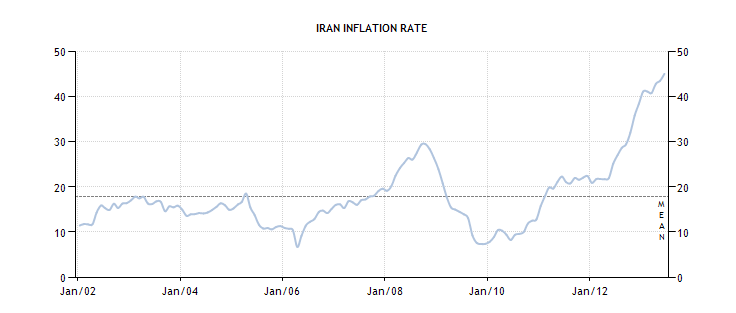 IRAN INFLATION RATE
50 50
40 40
30 30
20 20
MEAN
10 10
0 0
Jan/02 Jan/04 Jan/06 Jan/08 Jan/10 Jan/12